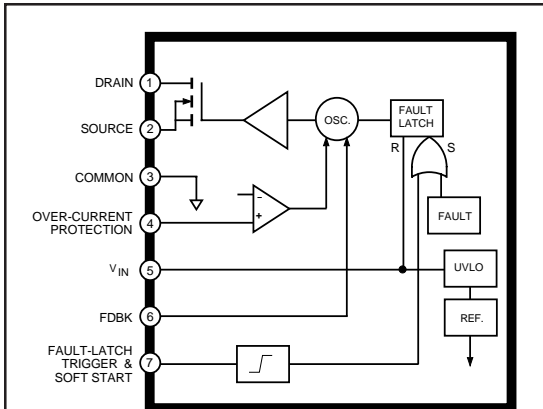 DRAIN 1
SOURCE 2
COMMON 3
OVER-CURRENT
PROTECTION 4
VIN 5
FDBK 6
FAULT-LATCH
TRIGGER &
SOFT START 7
OSC.
FAULT
LATCH
R S
– +
FAULT
UVLO
REF.